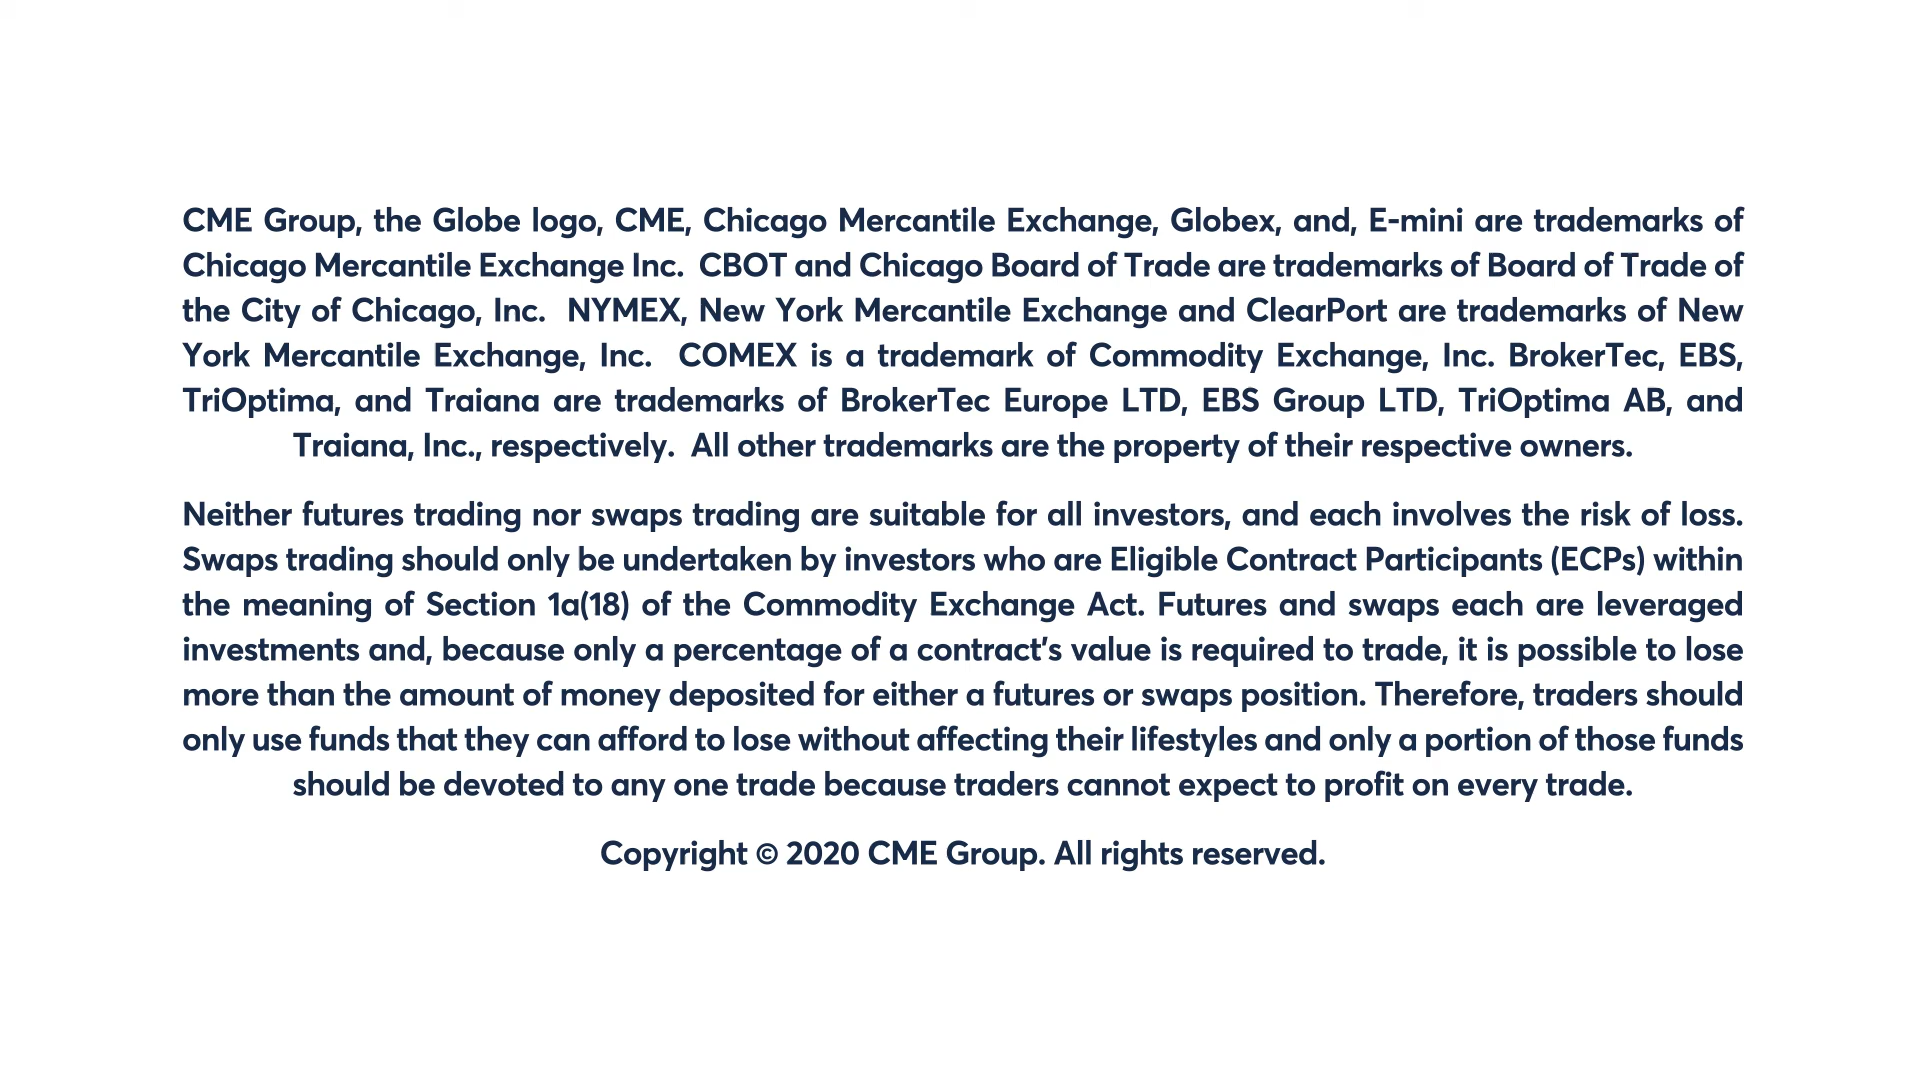 CME Group, the Globe logo, CME, Chicago Mercantile Exchange, Globex, and, E-mini are trademarks of
Chicago Mercantile Exchange Inc.  CBOT and Chicago Board of Trade are trademarks of Board of Trade of
the City of Chicago, Inc.  NYMEX, New York Mercantile Exchange and ClearPort are trademarks of New
York Mercantile Exchange, Inc.  COMEX is a trademark of Commodity Exchange, Inc. BrokerTec, EBS,
TriOptima, and Traiana are trademarks of BrokerTec Europe LTD, EBS Group LTD, TriOptima AB, and
Traiana, Inc., respectively.  All other trademarks are the property of their respective owners.
Neither futures trading nor swaps trading are suitable for all investors, and each involves the risk of loss.
Swaps trading should only be undertaken by investors who are Eligible Contract Participants (ECPs) within
the meaning of Section 1a(18) of the Commodity Exchange Act. Futures and swaps each are leveraged
investments and, because only a percentage of a contract’s value is required to trade, it is possible to lose
more than the amount of money deposited for either a futures or swaps position. Therefore, traders should
only use funds that they can afford to lose without affecting their lifestyles and only a portion of those funds
should be devoted to any one trade because traders cannot expect to profit on every trade.
Copyright © 2020 CME Group. All rights reserved.